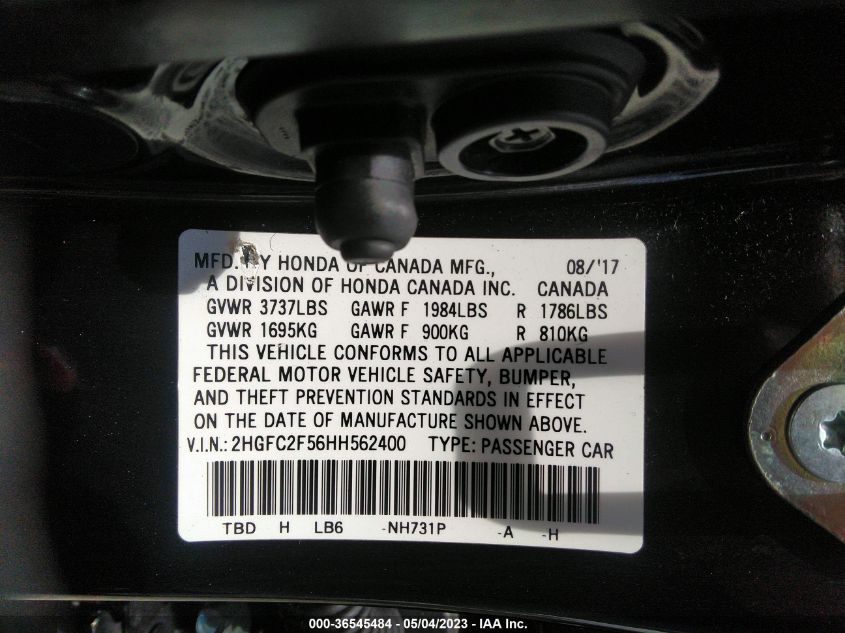 MFD. BY HONDA OF CANADA MFG., 08/'17
A DIVISION OF HONDA CANADA INC. CANADA
GVWR 3737LBS GAWR F 1984LBS R 1786LBS
GVWR 1695KG GAWR F 900KG R 810KG
THIS VEHICLE CONFORMS TO ALL APPLICABLE
FEDERAL MOTOR VEHICLE SAFETY, BUMPER,
AND THEFT PREVENTION STANDARDS IN EFFECT
ON THE DATE OF MANUFACTURE SHOWN ABOVE.
V.I.N.: 2HGFC2F56HH562400 TYPE: PASSENGER CAR
TBD H LB6 -NH731P -A -H
000-36545484 - 05/04/2023 - IAA Inc.